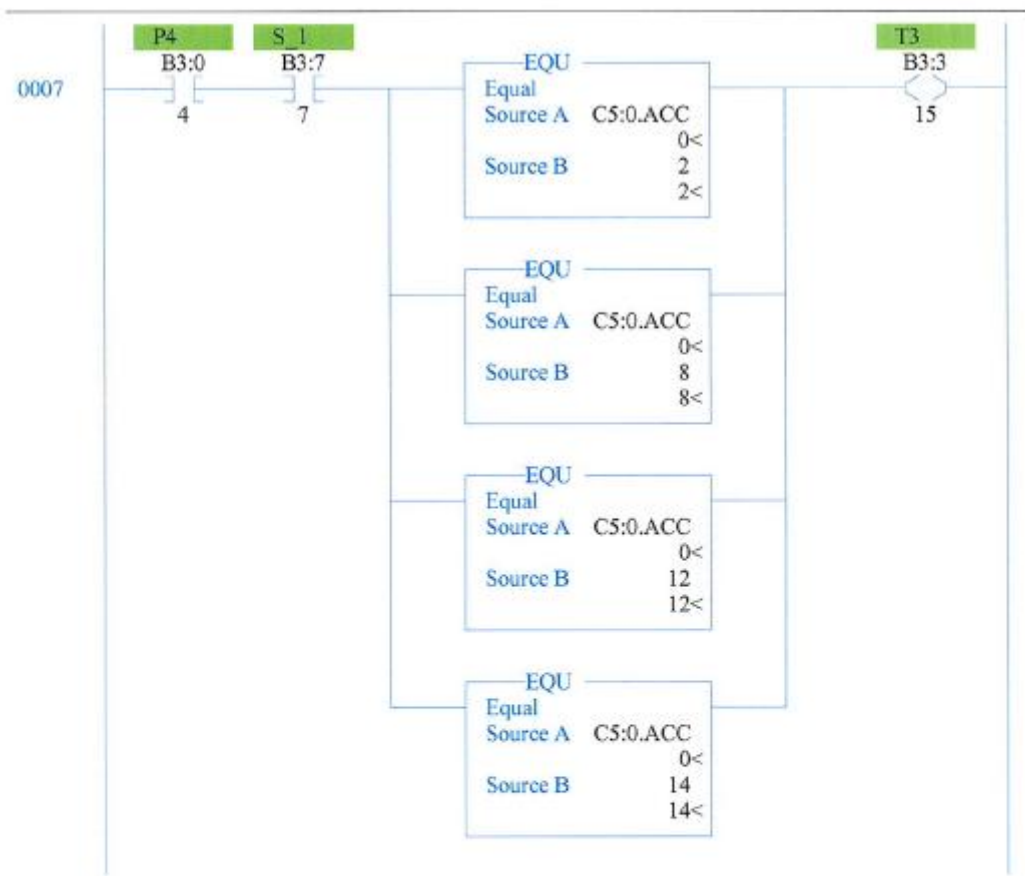 P4 S_1 T3
B3:0 B3:7 EQU B3:3
0007 Equal
4 7 Source A C5:0.ACC 15
0<
Source B 2
2<
EQU
Equal
Source A C5:0.ACC
0<
Source B 8
8<
EQU
Equal
Source A C5:0.ACC
0<
Source B 12
12<
EQU
Equal
Source A C5:0.ACC
0<
Source B 14
14<